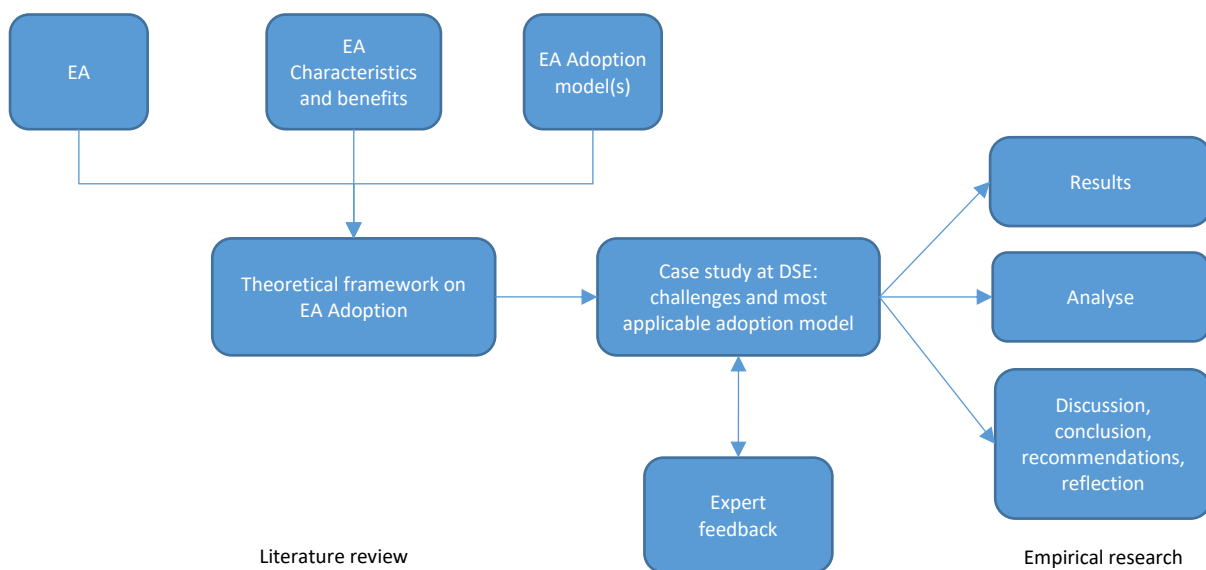 EA
EA
Characteristics
and benefits
EA Adoption
model(s)
Theoretical framework on
EA Adoption
Case study at DSE:
challenges and most
applicable adoption model
Results
Analyse
Discussion,
conclusion,
recommendations,
reflection
Expert
feedback
Literature review
Empirical research